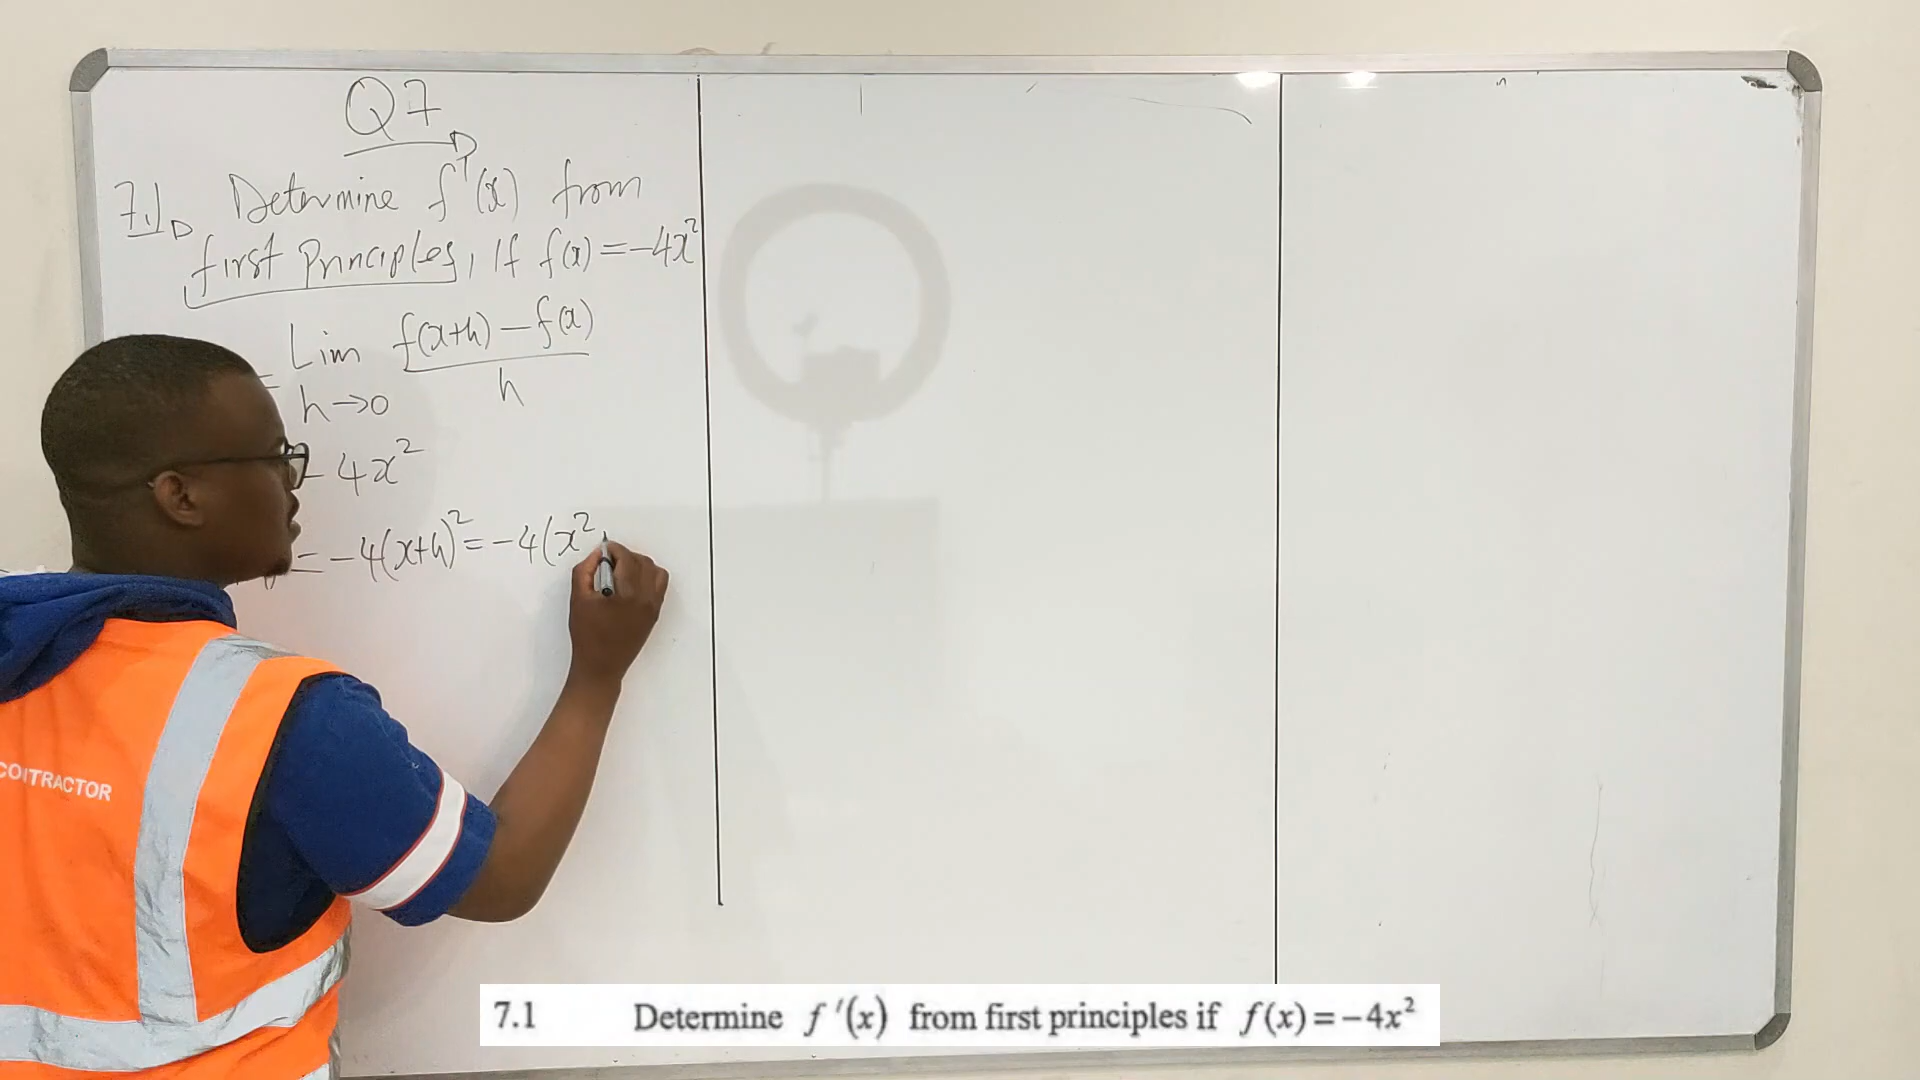 Q7
7.1 Determine f'(x) from
first principles, If f(x) = -4x²
= Lim f(x+h) - f(x)
h→0 h
- 4x²
= -4(x+h)² = -4(x²
CONTRACTOR
7.1 Determine f'(x) from first principles if f(x) = -4x²